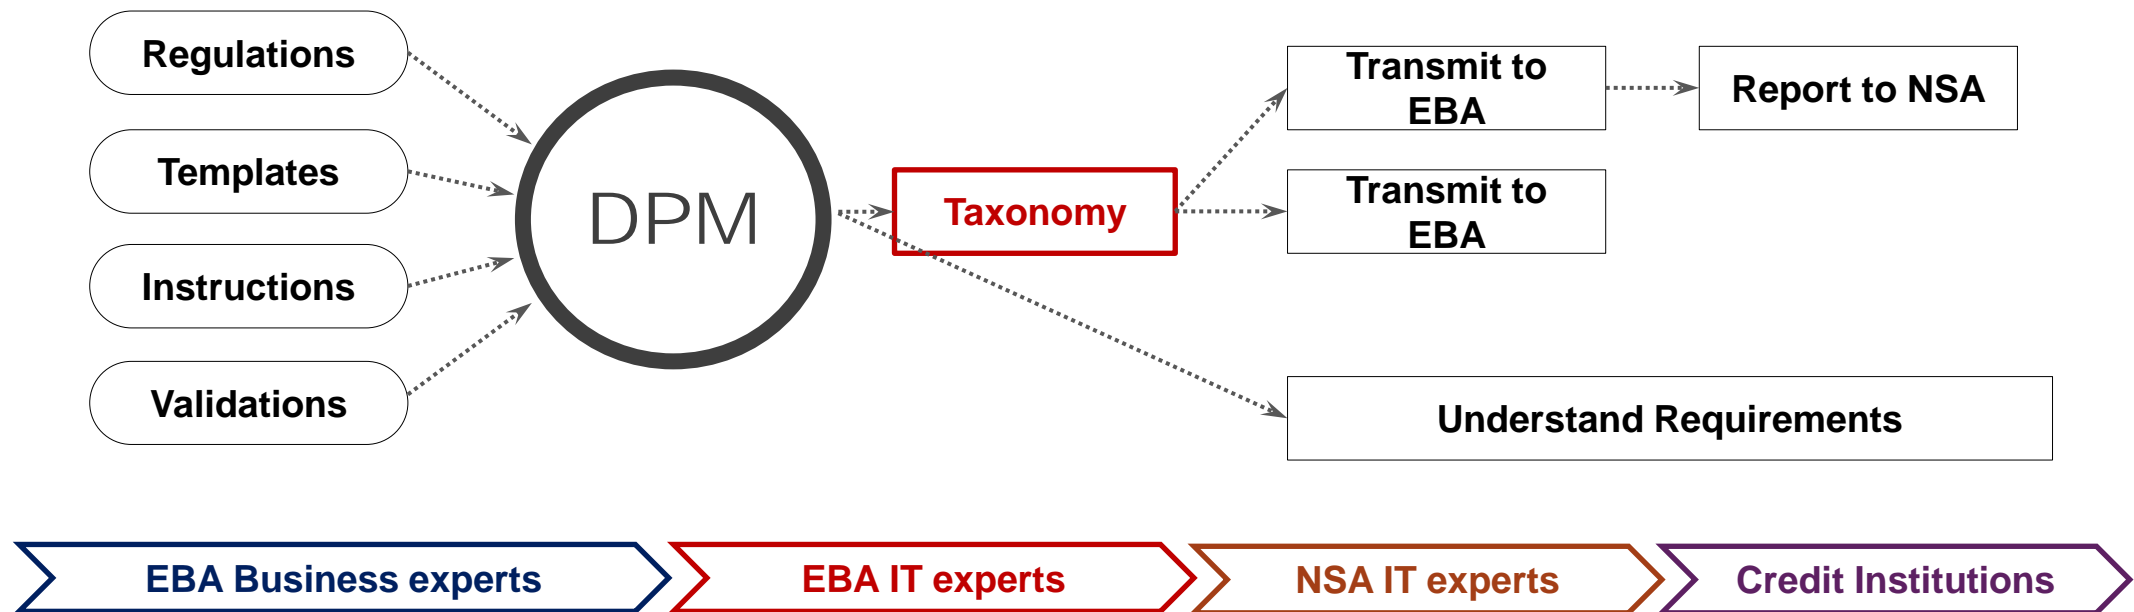 Regulations
Templates
Instructions
Validations
DPM
Taxonomy
Transmit to
EBA
Report to NSA
Transmit to
EBA
Understand Requirements
EBA Business experts
EBA IT experts
NSA IT experts
Credit Institutions